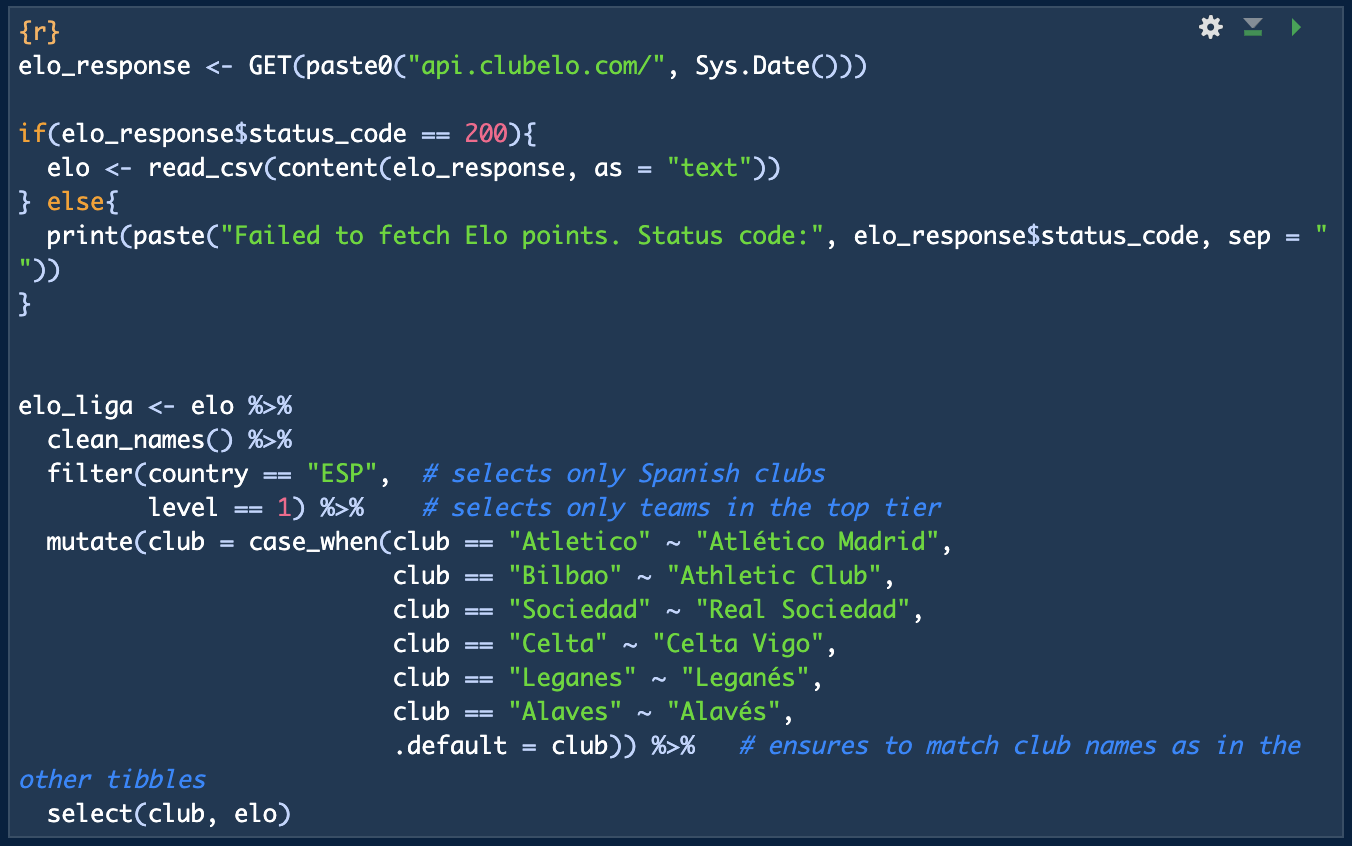 {r}
elo_response <- GET(paste0("api.clubelo.com/", Sys.Date()))
if(elo_response$status_code == 200){
  elo <- read_csv(content(elo_response, as = "text"))
} else{
  print(paste("Failed to fetch Elo points. Status code:", elo_response$status_code, sep = "
"))
}
elo_liga <- elo %>%
  clean_names() %>%
  filter(country == "ESP",  # selects only Spanish clubs
         level == 1) %>%    # selects only teams in the top tier
  mutate(club = case_when(club == "Atletico" ~ "Atlético Madrid",
                          club == "Bilbao" ~ "Athletic Club",
                          club == "Sociedad" ~ "Real Sociedad",
                          club == "Celta" ~ "Celta Vigo",
                          club == "Leganes" ~ "Leganés",
                          club == "Alaves" ~ "Alavés",
                          .default = club)) %>%   # ensures to match club names as in the
other tibbles
  select(club, elo)